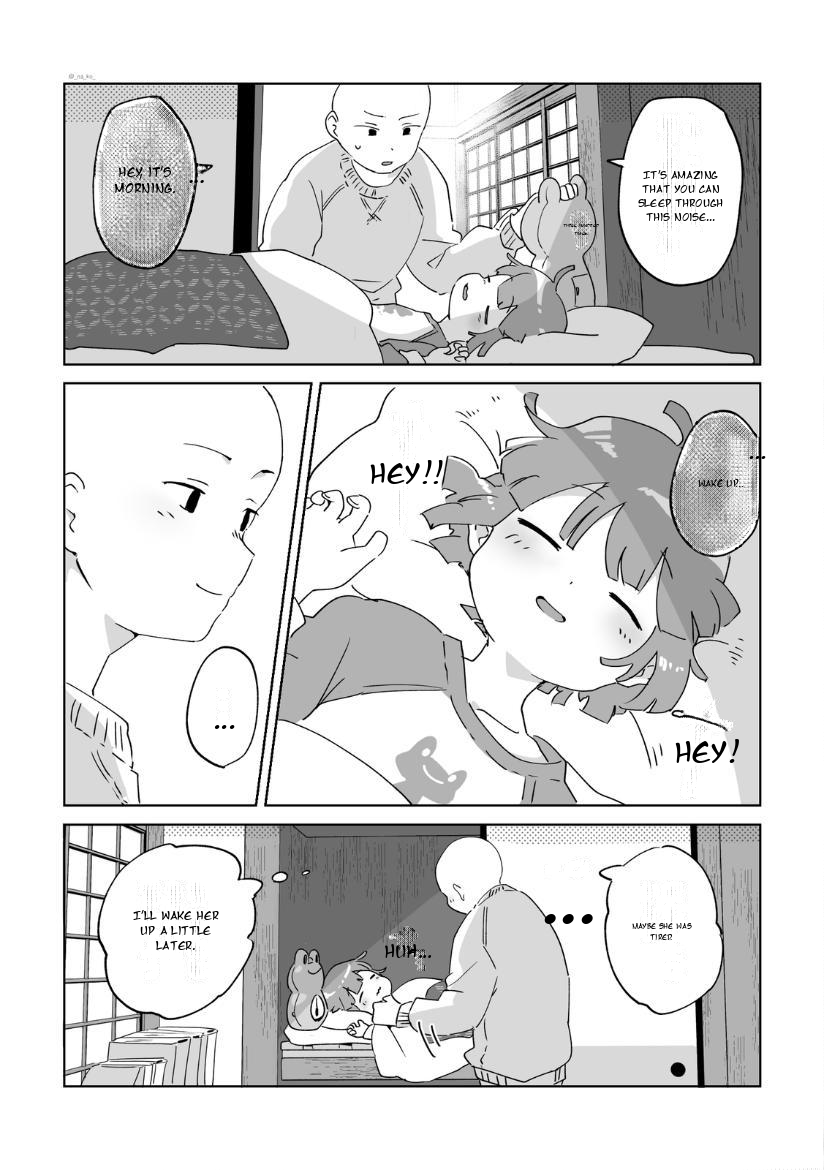 @_na_ko_
IT'S AMAZING
THAT YOU CAN
SLEEP THROUGH
THIS NOISE...
HEY, IT'S
MORNING.
...
...
WAKE UP..
HEY!!
HEY!
...
...
MAYBE SHE WAS
TIRED
HUH...
I'LL WAKE HER
UP A LITTLE
LATER.